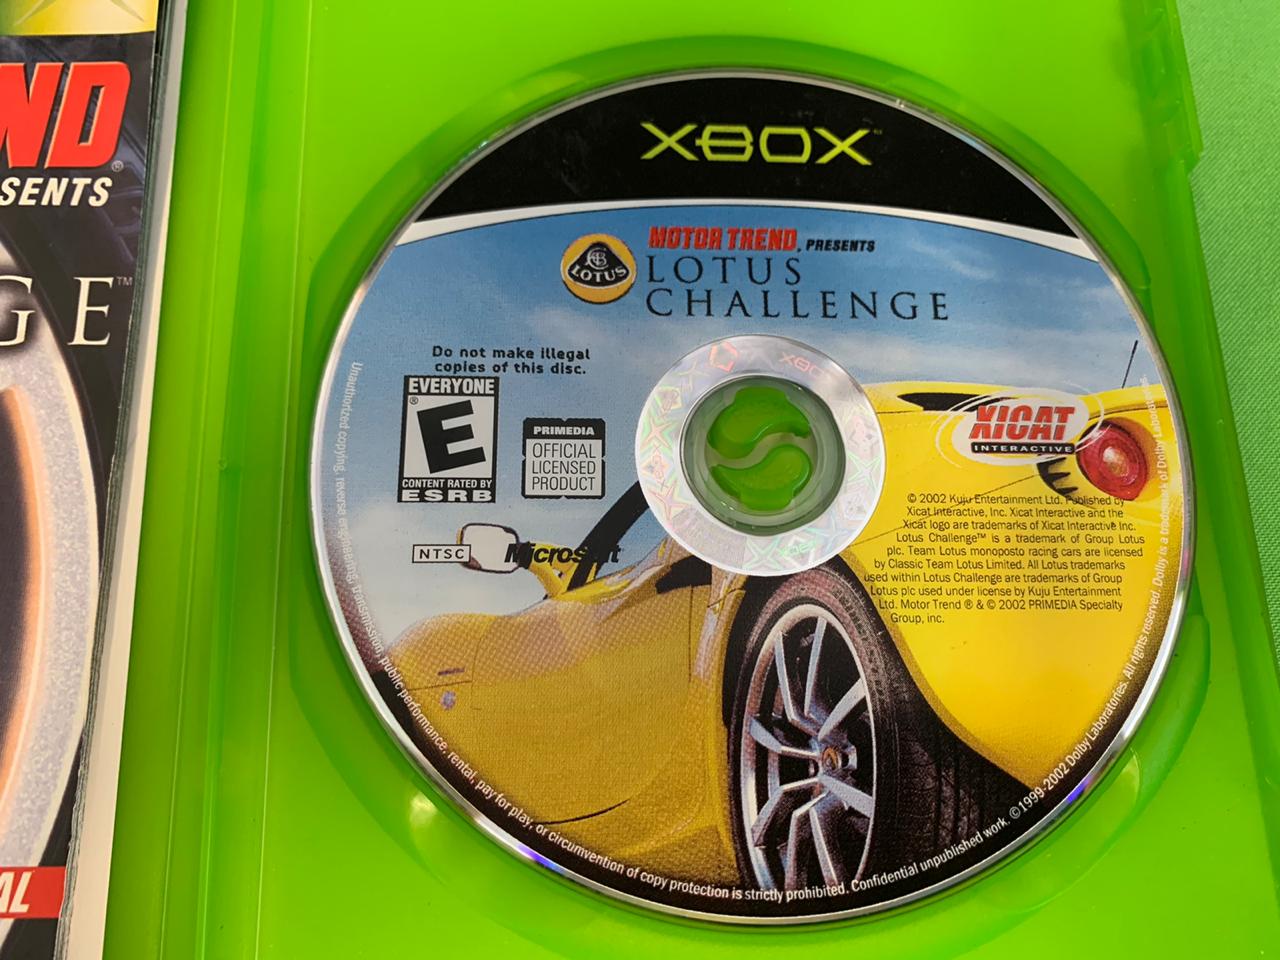 ND®
SENTS
GE™
AL
XBOX™
MOTOR TREND® PRESENTS
LOTUS
LOTUS
CHALLENGE
Do not make illegal
copies of this disc.
EVERYONE
E
®
CONTENT RATED BY
ESRB
PRIMEDIA
OFFICIAL
LICENSED
PRODUCT
XBOX
XICAT
INTERACTIVE
NTSC
Microsoft
© 2002 Kuju Entertainment Ltd. Published by
Xicat Interactive, Inc. Xicat Interactive and the
Xicat logo are trademarks of Xicat Interactive Inc.
Lotus Challenge™ is a trademark of Group Lotus
plc. Team Lotus monoposto racing cars are licensed
by Classic Team Lotus Limited. All Lotus trademarks
used within Lotus Challenge are trademarks of Group
Lotus plc used under license by Kuju Entertainment
Ltd. Motor Trend ® & © 2002 PRIMEDIA Specialty
Group, inc.
Unauthorized copying, reverse engineering, transmission, public performance, rental, pay for play, or circumvention of copy protection is strictly prohibited. Confidential unpublished work. ©1999-2002 Dolby Laboratories. All rights reserved. Dolby is a trademark of Dolby Laboratories.